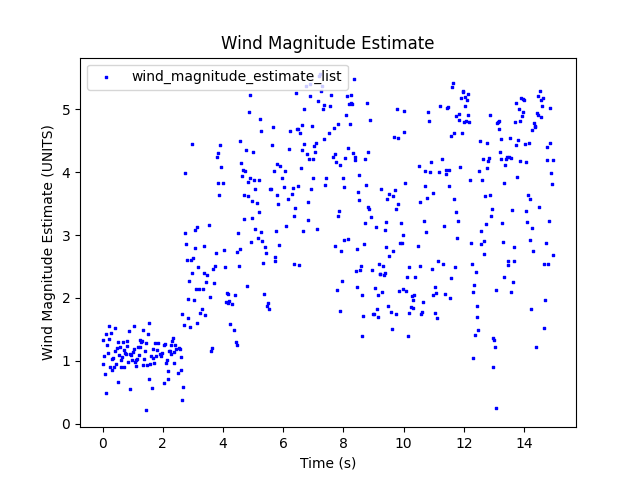 Wind Magnitude Estimate
wind_magnitude_estimate_list
Wind Magnitude Estimate (UNITS)
5
4
3
2
1
0
0 2 4 6 8 10 12 14
Time (s)